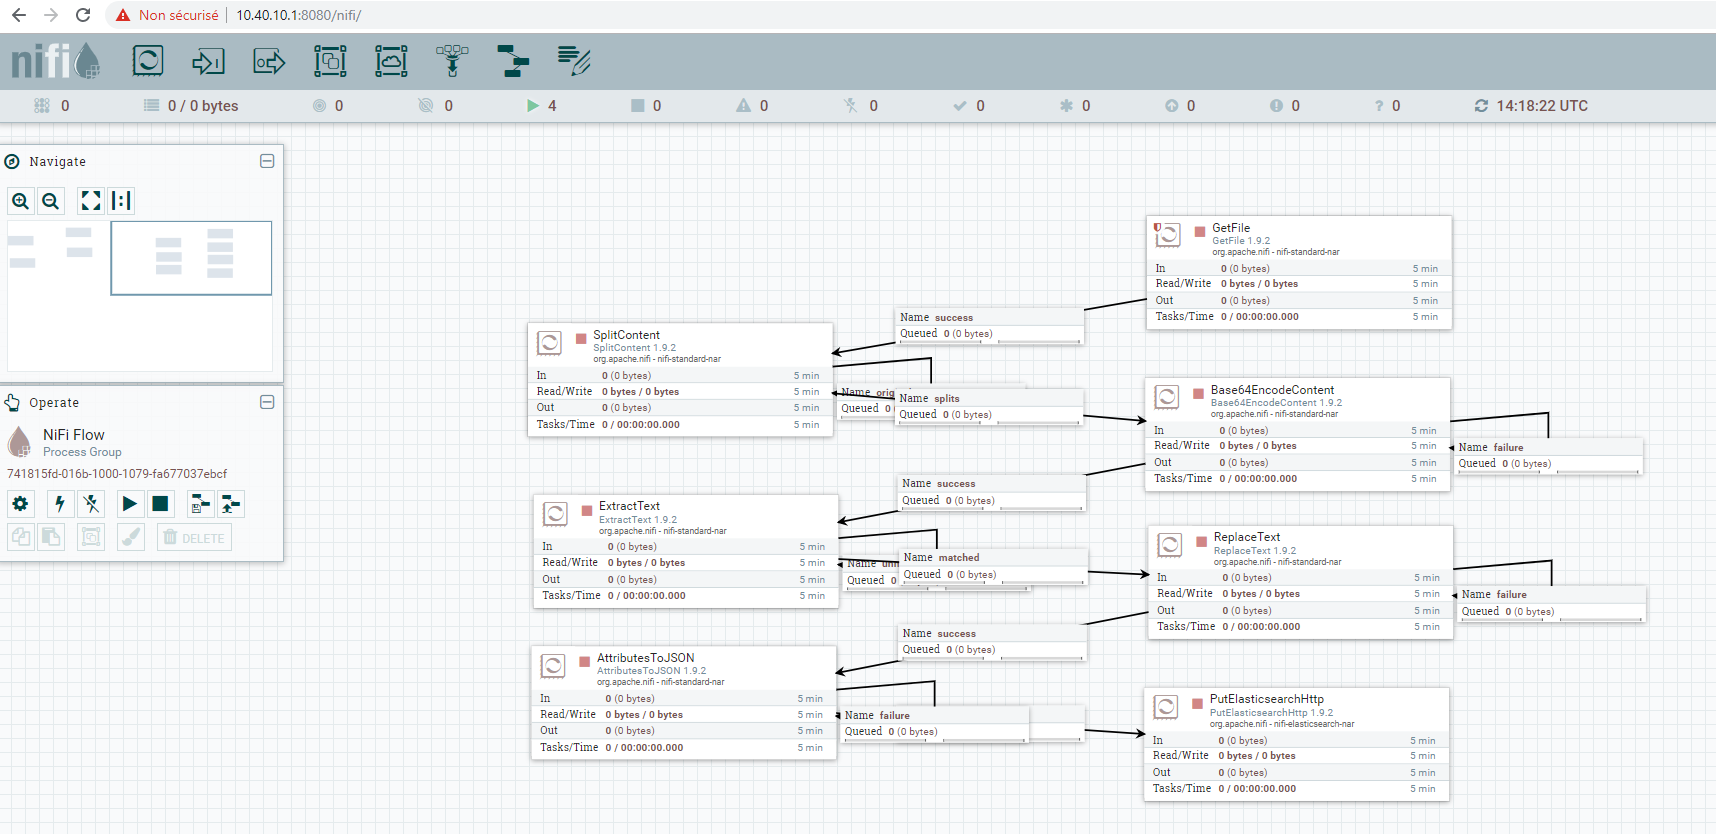 Non sécurisé | 10.40.10.1:8080/nifi/
nifi
0 0 / 0 bytes 0 0 4 0 0 0 0 0 0 0 ? 0 14:18:22 UTC
Navigate
Operate
NiFi Flow
Process Group
741815fd-016b-1000-1079-fa677037ebcf
DELETE
GetFile
GetFile 1.9.2
org.apache.nifi - nifi-standard-nar
In 0 (0 bytes) 5 min
Read/Write 0 bytes / 0 bytes 5 min
Out 0 (0 bytes) 5 min
Tasks/Time 0 / 00:00:00.000 5 min
Name success
Queued 0 (0 bytes)
SplitContent
SplitContent 1.9.2
org.apache.nifi - nifi-standard-nar
In 0 (0 bytes) 5 min
Read/Write 0 bytes / 0 bytes 5 min
Out 0 (0 bytes) 5 min
Tasks/Time 0 / 00:00:00.000 5 min
Name
Queued 0
Name splits
Queued 0 (0 bytes)
Base64EncodeContent
Base64EncodeContent 1.9.2
org.apache.nifi - nifi-standard-nar
In 0 (0 bytes) 5 min
Read/Write 0 bytes / 0 bytes 5 min
Out 0 (0 bytes) 5 min
Tasks/Time 0 / 00:00:00.000 5 min
Name failure
Queued 0 (0 bytes)
Name success
Queued 0 (0 bytes)
ExtractText
ExtractText 1.9.2
org.apache.nifi - nifi-standard-nar
In 0 (0 bytes) 5 min
Read/Write 0 bytes / 0 bytes 5 min
Out 0 (0 bytes) 5 min
Tasks/Time 0 / 00:00:00.000 5 min
Name
Queued 0
Name matched
Queued 0 (0 bytes)
ReplaceText
ReplaceText 1.9.2
org.apache.nifi - nifi-standard-nar
In 0 (0 bytes) 5 min
Read/Write 0 bytes / 0 bytes 5 min
Out 0 (0 bytes) 5 min
Tasks/Time 0 / 00:00:00.000 5 min
Name failure
Queued 0 (0 bytes)
Name success
Queued 0 (0 bytes)
AttributesToJSON
AttributesToJSON 1.9.2
org.apache.nifi - nifi-standard-nar
In 0 (0 bytes) 5 min
Read/Write 0 bytes / 0 bytes 5 min
Out 0 (0 bytes) 5 min
Tasks/Time 0 / 00:00:00.000 5 min
Name failure
Queued 0 (0 bytes)
PutElasticsearchHttp
PutElasticsearchHttp 1.9.2
org.apache.nifi - nifi-elasticsearch-nar
In 0 (0 bytes) 5 min
Read/Write 0 bytes / 0 bytes 5 min
Out 0 (0 bytes) 5 min
Tasks/Time 0 / 00:00:00.000 5 min